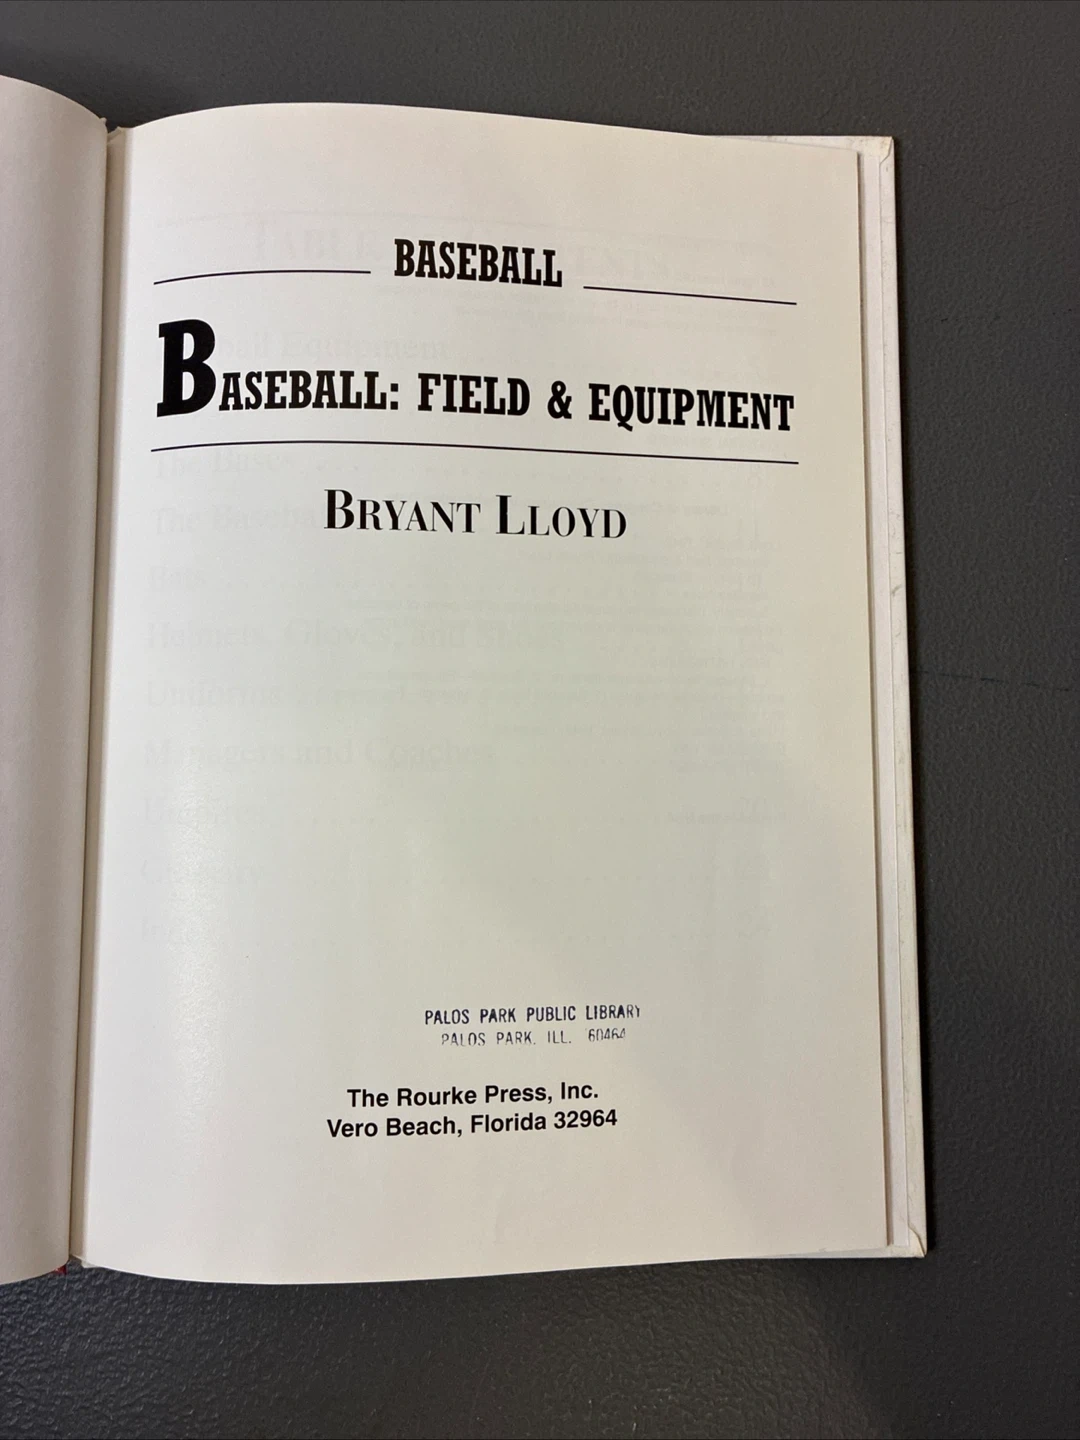 BASEBALL
BASEBALL: FIELD & EQUIPMENT
BRYANT LLOYD
PALOS PARK PUBLIC LIBRARY
PALOS PARK, ILL. 60464
The Rourke Press, Inc.
Vero Beach, Florida 32964